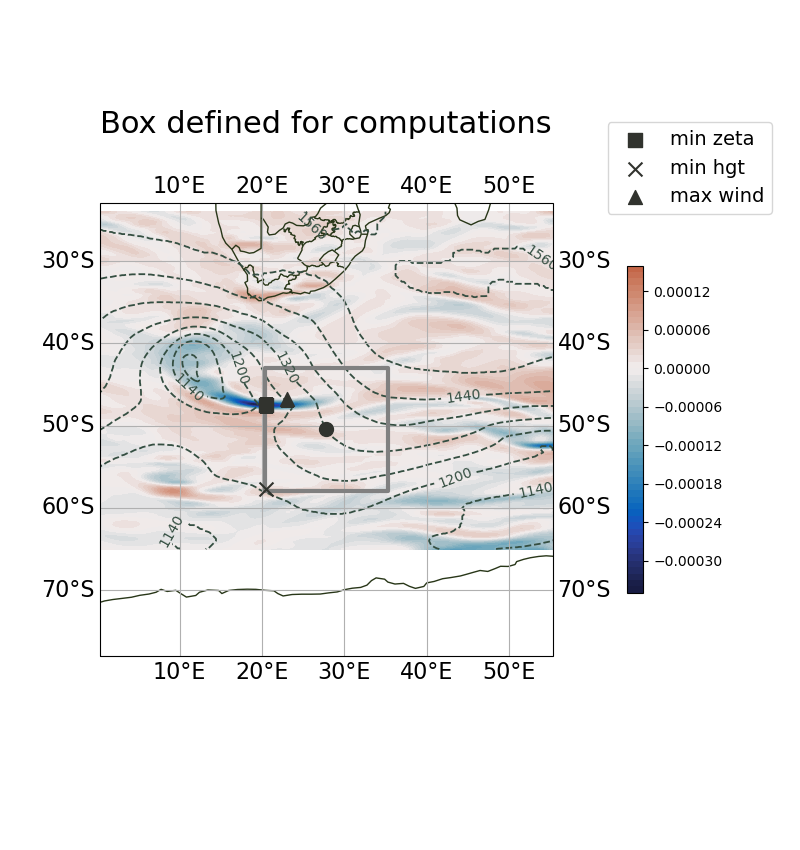 Box defined for computations
min zeta
min hgt
max wind
10°E 20°E 30°E 40°E 50°E
30°S 30°S
40°S 40°S
50°S 50°S
60°S 60°S
70°S 70°S
10°E 20°E 30°E 40°E 50°E
1560
1560
1200
1320
1140
1440
1200
1140
1140
0.00012
0.00006
0.00000
−0.00006
−0.00012
−0.00018
−0.00024
−0.00030